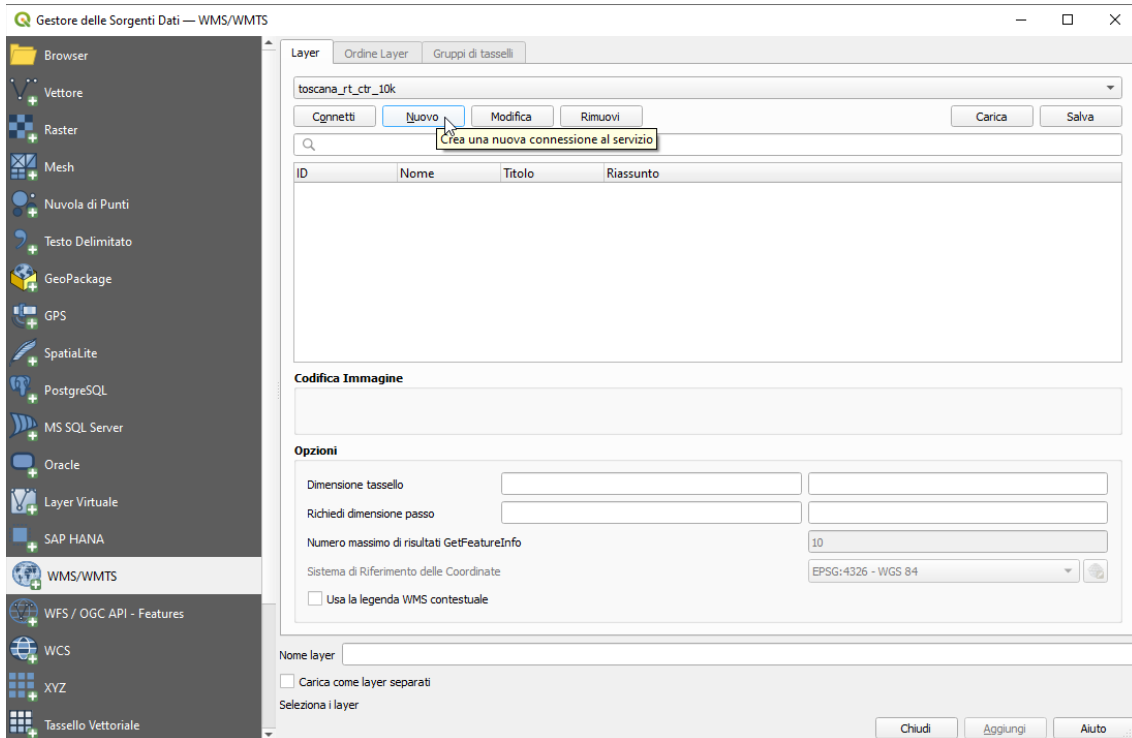 Gestore delle Sorgenti Dati — WMS/WMTS
Browser
Vettore
Raster
Mesh
Nuvola di Punti
Testo Delimitato
GeoPackage
GPS
SpatiaLite
PostgreSQL
MS SQL Server
Oracle
Layer Virtuale
SAP HANA
WMS/WMTS
WFS / OGC API - Features
WCS
XYZ
Tassello Vettoriale
Layer Ordine Layer Gruppi di tasselli
toscana_rt_ctr_10k
Connetti Nuovo Modifica Rimuovi Carica Salva
Crea una nuova connessione al servizio
ID Nome Titolo Riassunto
Codifica Immagine
Opzioni
Dimensione tassello
Richiedi dimensione passo
Numero massimo di risultati GetFeatureInfo 10
Sistema di Riferimento delle Coordinate EPSG:4326 - WGS 84
Usa la legenda WMS contestuale
Nome layer
Carica come layer separati
Seleziona i layer
Chiudi Aggiungi Aiuto